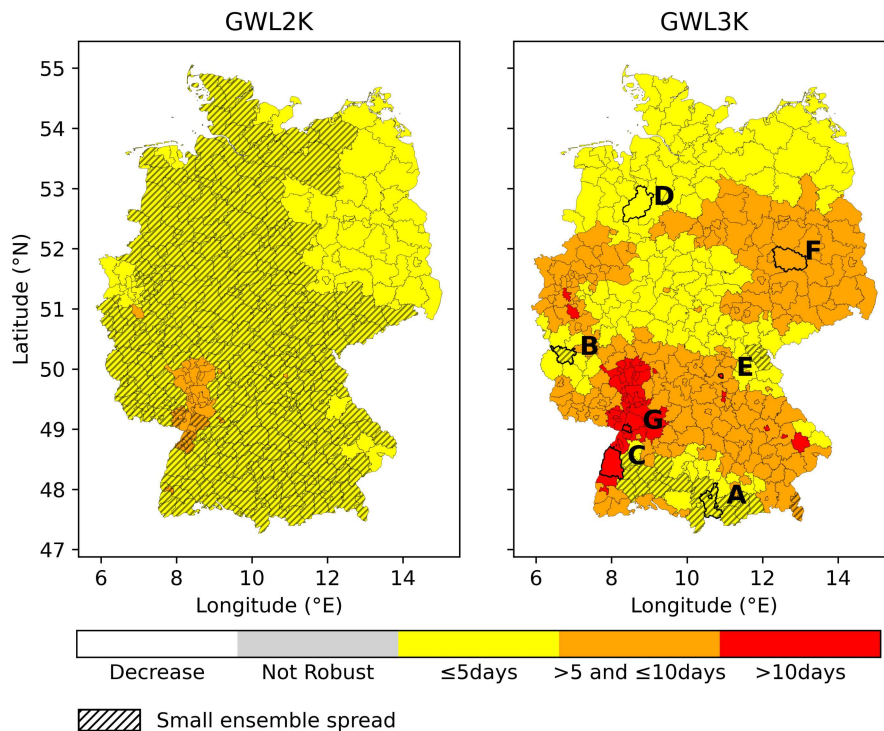 GWL2K
GWL3K
55
54
53
52
51
50
49
48
47
Latitude (°N)
6 8 10 12 14
6 8 10 12 14
Longitude (°E)
Longitude (°E)
D
F
B
E
G
C
A
Decrease
Not Robust
≤5days
>5 and ≤10days
>10days
Small ensemble spread